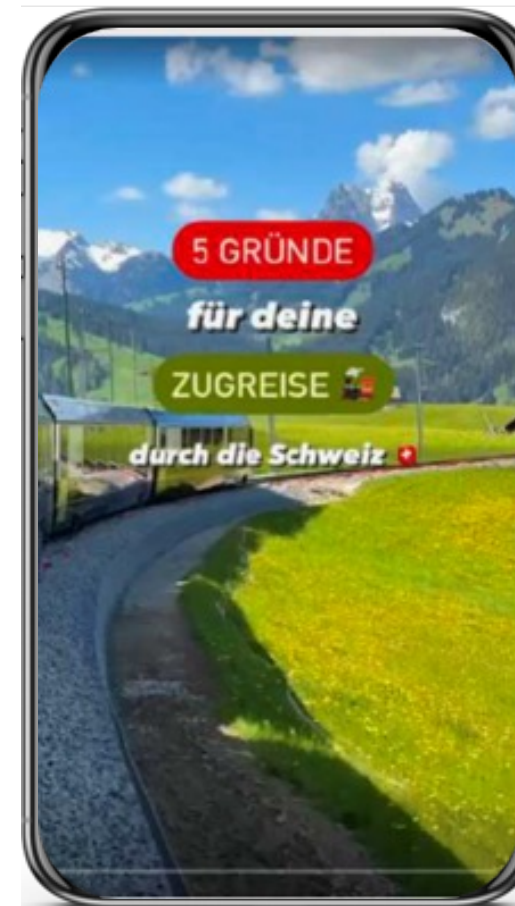 5 GRÜNDE
für deine
ZUGREISE 🚂
durch die Schweiz 🇨🇭